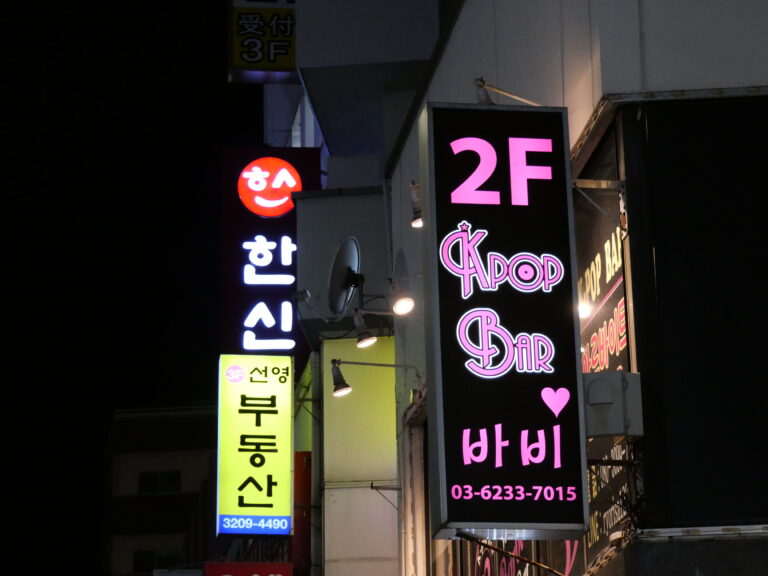 受付
3F
한신
한신
3F 선영
부동산
3209-4490
2F
Kpop
Bar
바비
03-6233-7015